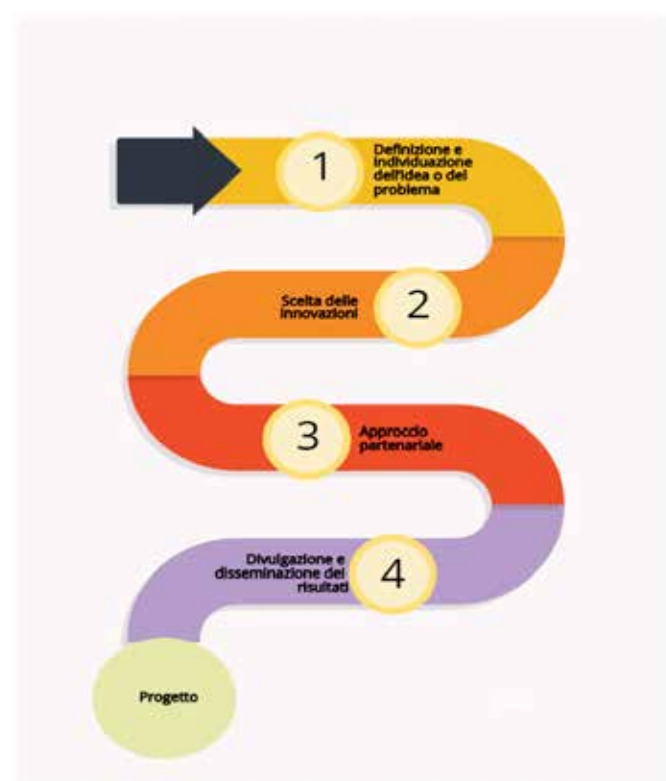 1
Definizione e
individuazione
dell'idea o del
problema
Scelta delle
innovazioni
2
3
Approccio
partenariale
Divulgazione e
disseminazione dei
risultati
4
Progetto